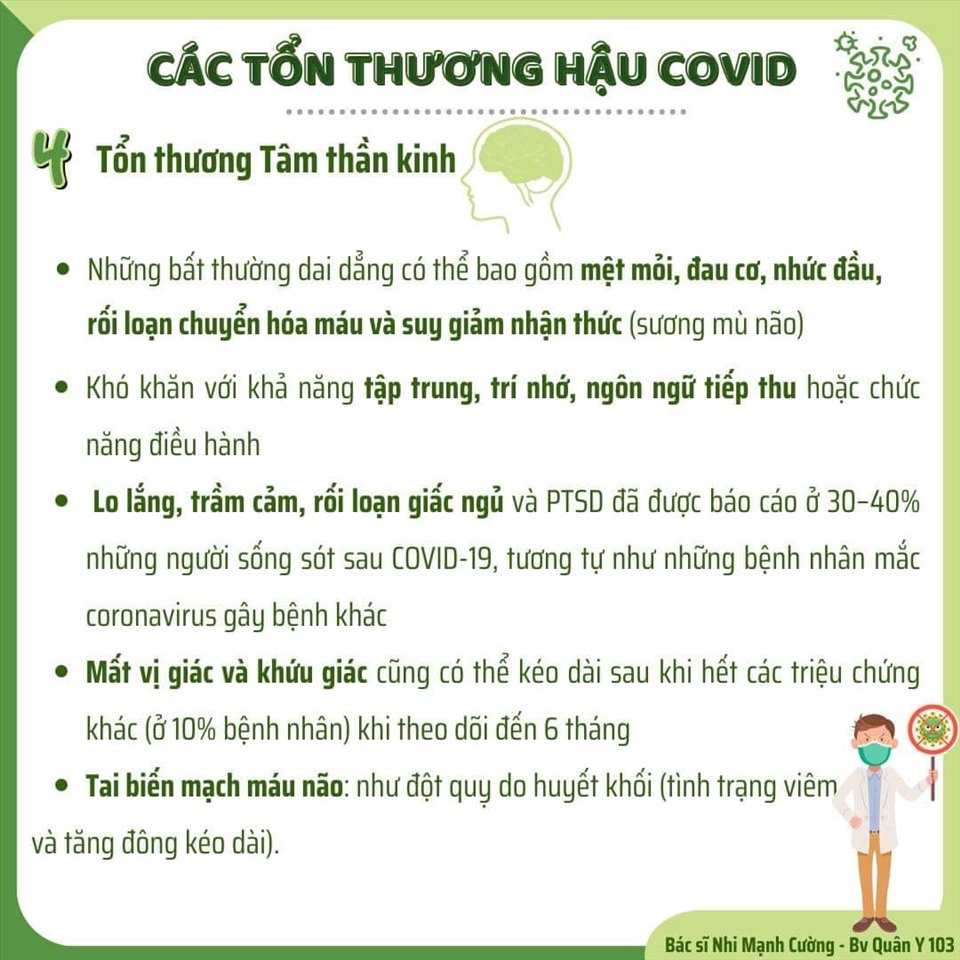 CÁC TỔN THƯƠNG HẬU COVID
4 Tổn thương Tâm thần kinh
• Những bất thường dai dẳng có thể bao gồm mệt mỏi, đau cơ, nhức đầu,
rối loạn chuyển hóa máu và suy giảm nhận thức (sương mù não)
• Khó khăn với khả năng tập trung, trí nhớ, ngôn ngữ tiếp thu hoặc chức
năng điều hành
• Lo lắng, trầm cảm, rối loạn giấc ngủ và PTSD đã được báo cáo ở 30–40%
những người sống sót sau COVID-19, tương tự như những bệnh nhân mắc
coronavirus gây bệnh khác
• Mất vị giác và khứu giác cũng có thể kéo dài sau khi hết các triệu chứng
khác (ở 10% bệnh nhân) khi theo dõi đến 6 tháng
• Tai biến mạch máu não: như đột quy do huyết khối (tình trạng viêm
và tăng đông kéo dài).
Bác sĩ Nhi Mạnh Cường - Bv Quân Y 103